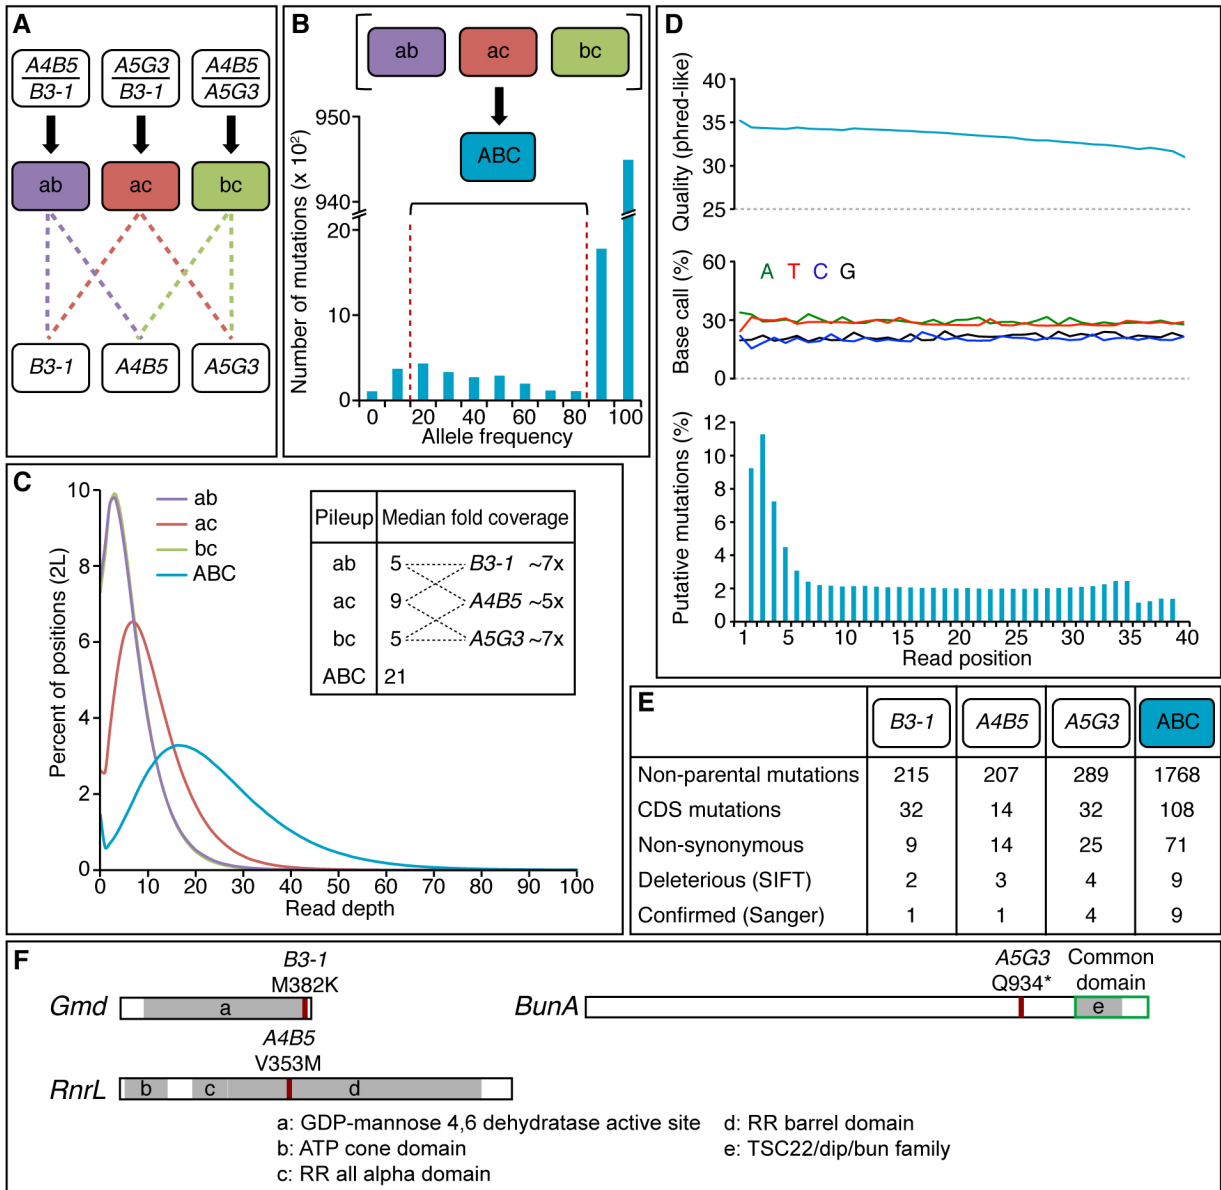 A
A4B5
B3-1
A5G3
B3-1
A4B5
A5G3
ab
ac
bc
B3-1
A4B5
A5G3
B
ab
ac
bc
ABC
Number of mutations (x 10²)
950
940
20
10
0
0
20
40
60
80
100
Allele frequency
C
Percent of positions (2L)
10
8
6
4
2
0
ab
ac
bc
ABC
0 10 20 30 40 50 60 70 80 90 100
Read depth
Pileup Median fold coverage
ab 5 B3-1 ~7x
ac 9 A4B5 ~5x
bc 5 A5G3 ~7x
ABC 21
D
Quality (phred-like)
40
35
30
25
Base call (%)
60
30
0
A T C G
Putative mutations (%)
12
10
8
6
4
2
0
1 5 10 15 20 25 30 35 40
Read position
E
B3-1 A4B5 A5G3 ABC
Non-parental mutations 215 207 289 1768
CDS mutations 32 14 32 108
Non-synonymous 9 14 25 71
Deleterious (SIFT) 2 3 4 9
Confirmed (Sanger) 1 1 4 9
F
B3-1
M382K
Gmd
a
A4B5
V353M
RnrL
b
c
d
A5G3
Q934*
Common
domain
BunA
e
a: GDP-mannose 4,6 dehydratase active site
b: ATP cone domain
c: RR all alpha domain
d: RR barrel domain
e: TSC22/dip/bun family